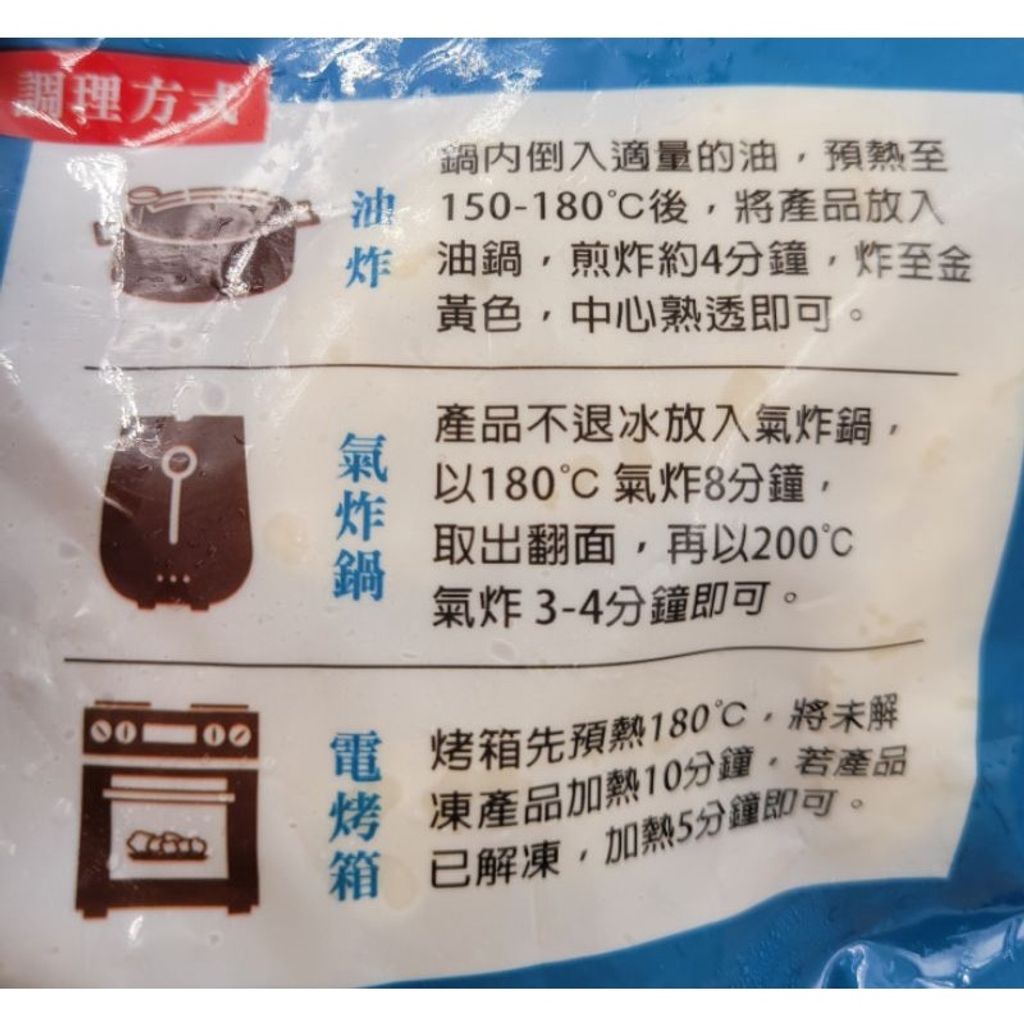 調理方式
油炸
鍋內倒入適量的油，預熱至
150-180℃後，將產品放入
油鍋，煎炸約4分鐘，炸至金
黃色，中心熟透即可。
氣炸鍋
產品不退冰放入氣炸鍋，
以180℃ 氣炸8分鐘，
取出翻面，再以200℃
氣炸 3-4分鐘即可。
電烤箱
烤箱先預熱180℃，將未解
凍產品加熱10分鐘，若產品
已解凍，加熱5分鐘即可。